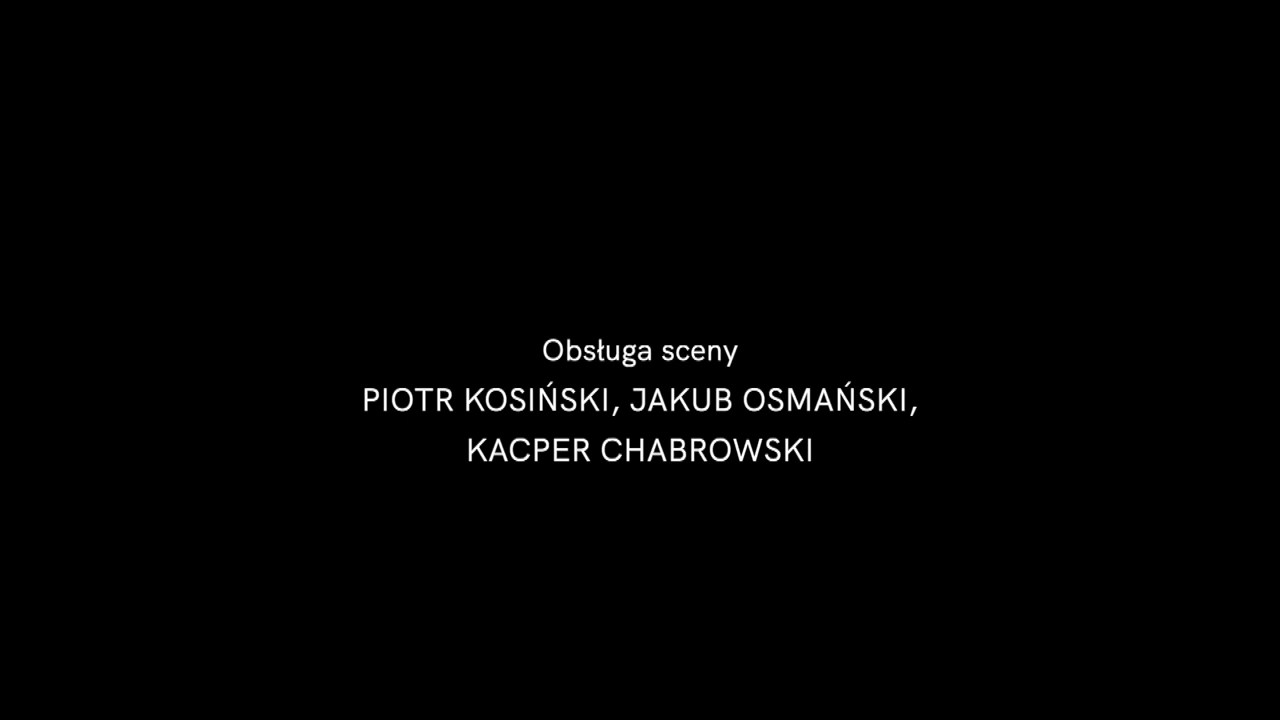 Obsługa sceny
PIOTR KOSIŃSKI, JAKUB OSMAŃSKI,
KACPER CHABROWSKI